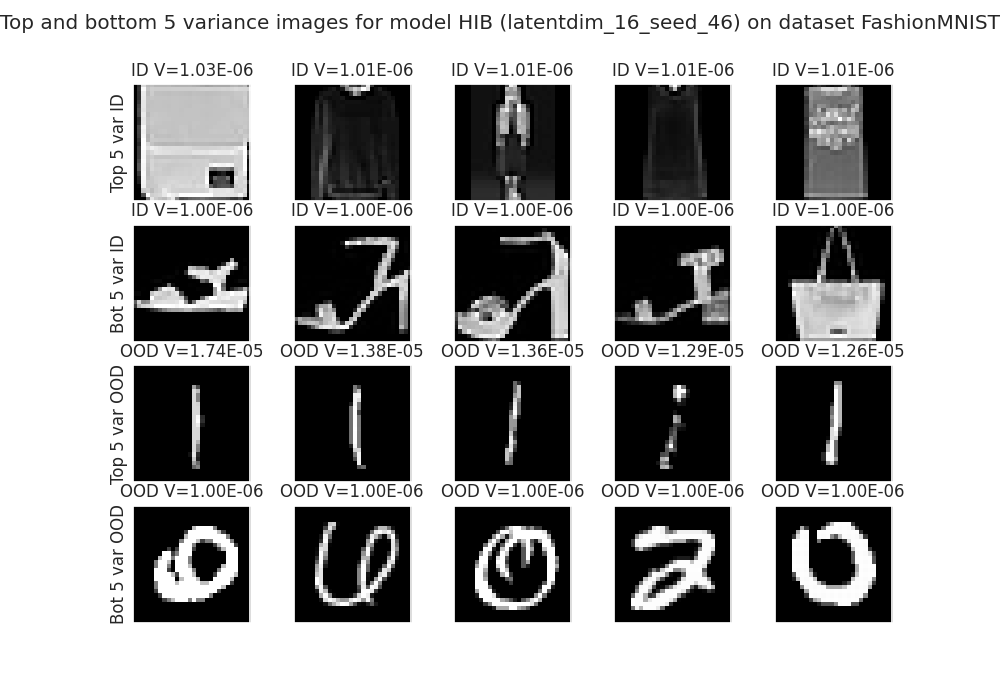 Top and bottom 5 variance images for model HIB (latentdim_16_seed_46) on dataset FashionMNIST
ID V=1.03E-06 ID V=1.01E-06 ID V=1.01E-06 ID V=1.01E-06 ID V=1.01E-06
Top 5 var ID
ID V=1.00E-06 ID V=1.00E-06 ID V=1.00E-06 ID V=1.00E-06 ID V=1.00E-06
Bot 5 var ID
OOD V=1.74E-05 OOD V=1.38E-05 OOD V=1.36E-05 OOD V=1.29E-05 OOD V=1.26E-05
Top 5 var OOD
OOD V=1.00E-06 OOD V=1.00E-06 OOD V=1.00E-06 OOD V=1.00E-06 OOD V=1.00E-06
Bot 5 var OOD